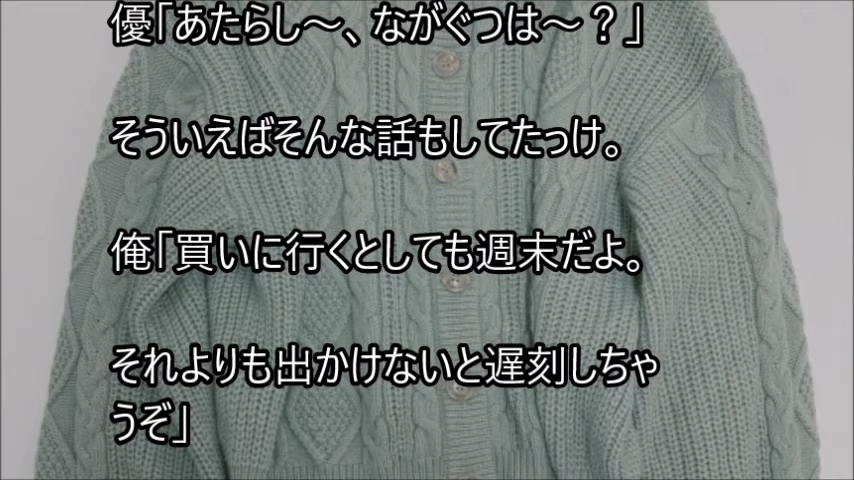 優「あたらし～、ながぐつは～？」
そういえばそんな話もしてたっけ。
俺「買いに行くとしても週末だよ。
それよりも出かけないと遅刻しちゃ
うぞ」